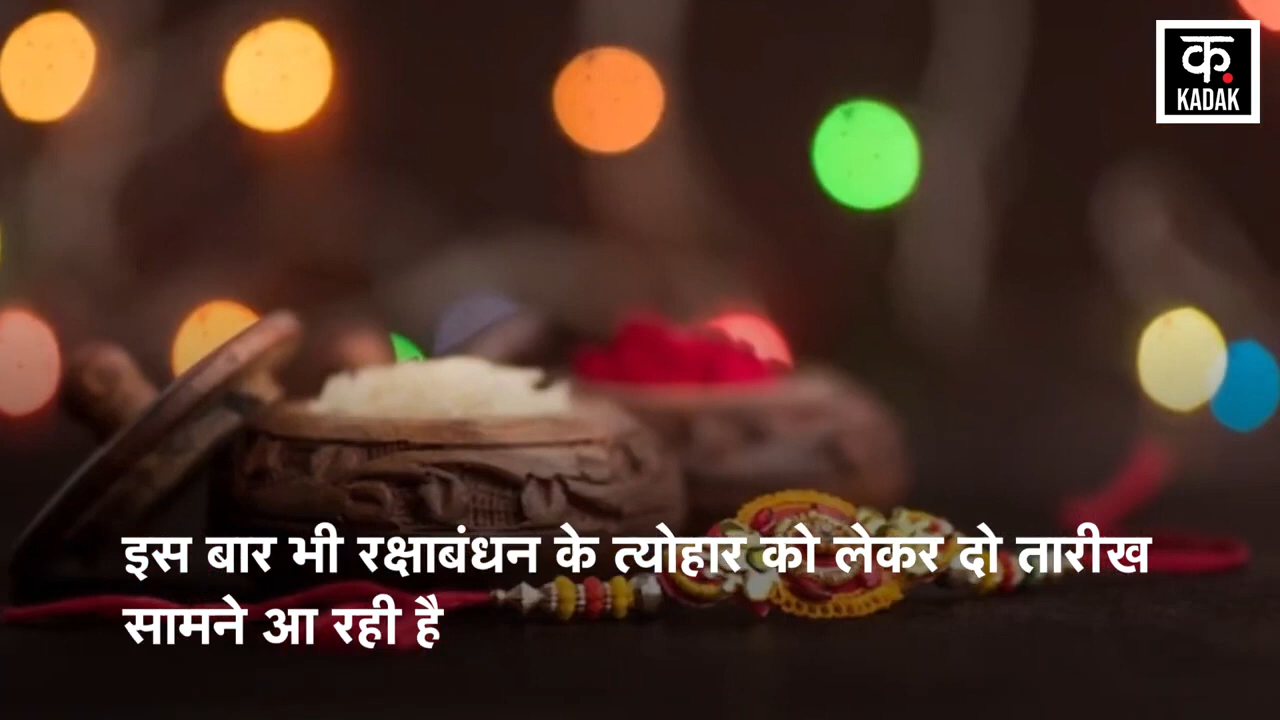 क.
KADAK
इस बार भी रक्षाबंधन के त्योहार को लेकर दो तारीख
सामने आ रही है